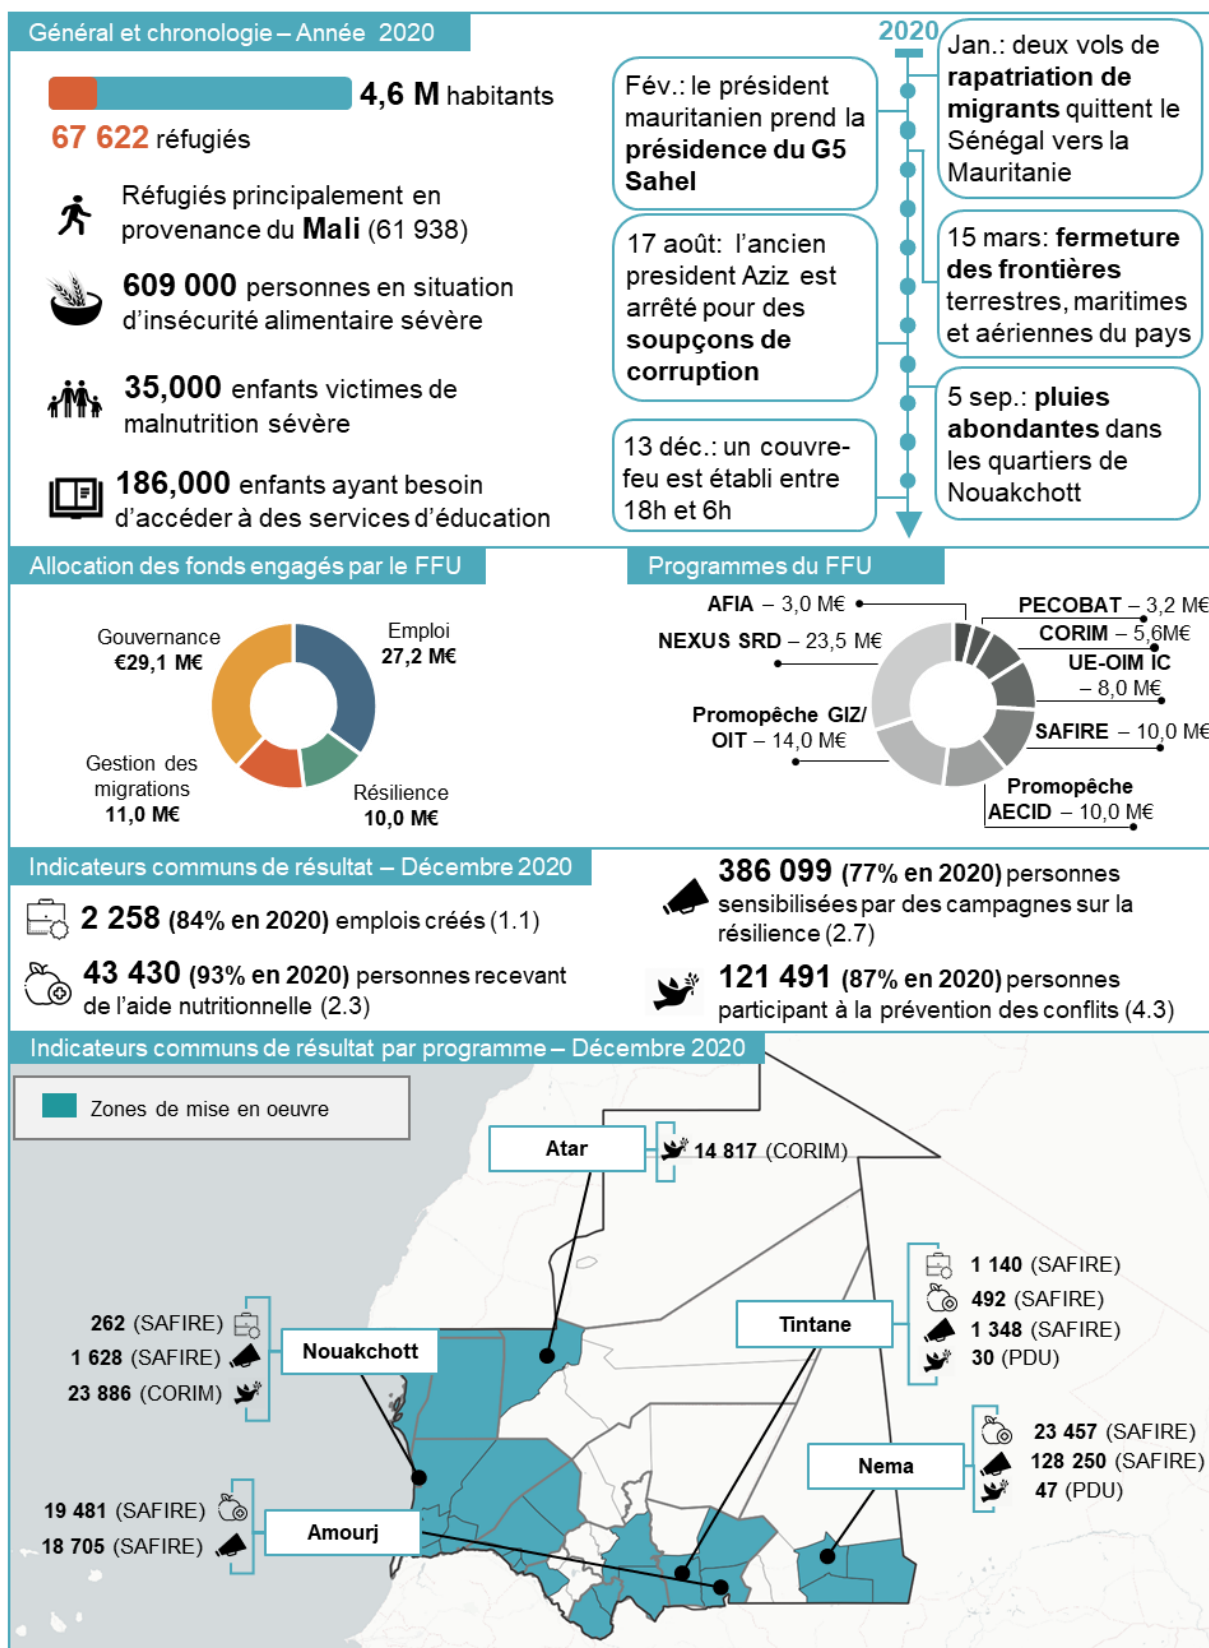 Général et chronologie – Année 2020
4,6 M habitants
67 622 réfugiés
Réfugiés principalement en
provenance du Mali (61 938)
609 000 personnes en situation
d’insécurité alimentaire sévère
35,000 enfants victimes de
malnutrition sévère
186,000 enfants ayant besoin
d’accéder à des services d’éducation
2020
Jan.: deux vols de
rapatriation de
migrants quittent le
Sénégal vers la
Mauritanie
Fév.: le président
mauritanien prend la
présidence du G5
Sahel
15 mars: fermeture
des frontières
terrestres, maritimes
et aériennes du pays
17 août: l’ancien
president Aziz est
arrêté pour des
soupçons de
corruption
5 sep.: pluies
abondantes dans
les quartiers de
Nouakchott
13 déc.: un couvre-
feu est établi entre
18h et 6h
Allocation des fonds engagés par le FFU
Gouvernance
€29,1 M€
Emploi
27,2 M€
Gestion des
migrations
11,0 M€
Résilience
10,0 M€
Programmes du FFU
AFIA – 3,0 M€
PECOBAT – 3,2 M€
NEXUS SRD – 23,5 M€
CORIM – 5,6M€
UE-OIM IC
– 8,0 M€
Promopêche GIZ/
OIT – 14,0 M€
SAFIRE – 10,0 M€
Promopêche
AECID – 10,0 M€
Indicateurs communs de résultat – Décembre 2020
2 258 (84% en 2020) emplois créés (1.1)
43 430 (93% en 2020) personnes recevant
de l’aide nutritionnelle (2.3)
386 099 (77% en 2020) personnes
sensibilisées par des campagnes sur la
résilience (2.7)
121 491 (87% en 2020) personnes
participant à la prévention des conflits (4.3)
Indicateurs communs de résultat par programme – Décembre 2020
Zones de mise en oeuvre
Atar
14 817 (CORIM)
1 140 (SAFIRE)
492 (SAFIRE)
1 348 (SAFIRE)
30 (PDU)
Tintane
262 (SAFIRE)
1 628 (SAFIRE)
23 886 (CORIM)
Nouakchott
Nema
23 457 (SAFIRE)
128 250 (SAFIRE)
47 (PDU)
19 481 (SAFIRE)
18 705 (SAFIRE)
Amourj